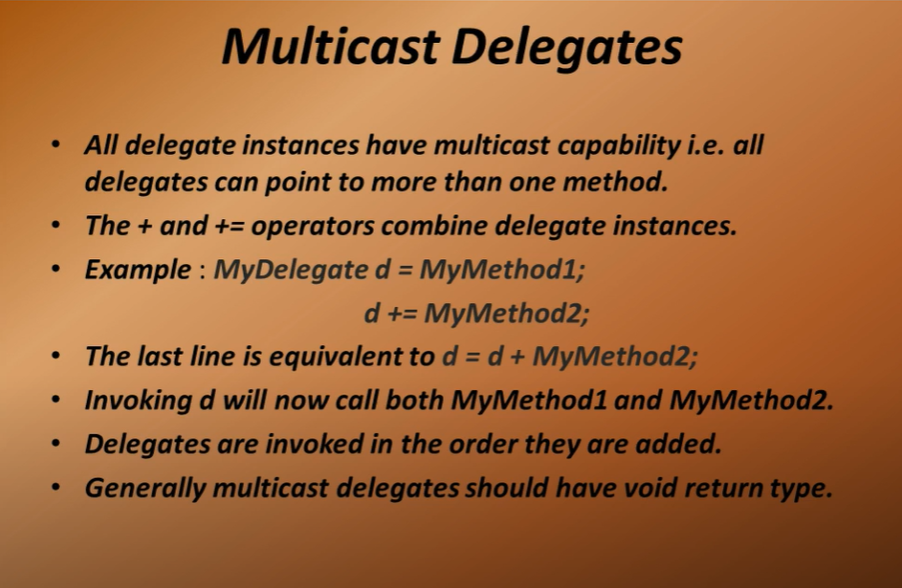 Multicast Delegates
• All delegate instances have multicast capability i.e. all
delegates can point to more than one method.
• The + and += operators combine delegate instances.
• Example : MyDelegate d = MyMethod1;
d += MyMethod2;
• The last line is equivalent to d = d + MyMethod2;
• Invoking d will now call both MyMethod1 and MyMethod2.
• Delegates are invoked in the order they are added.
• Generally multicast delegates should have void return type.